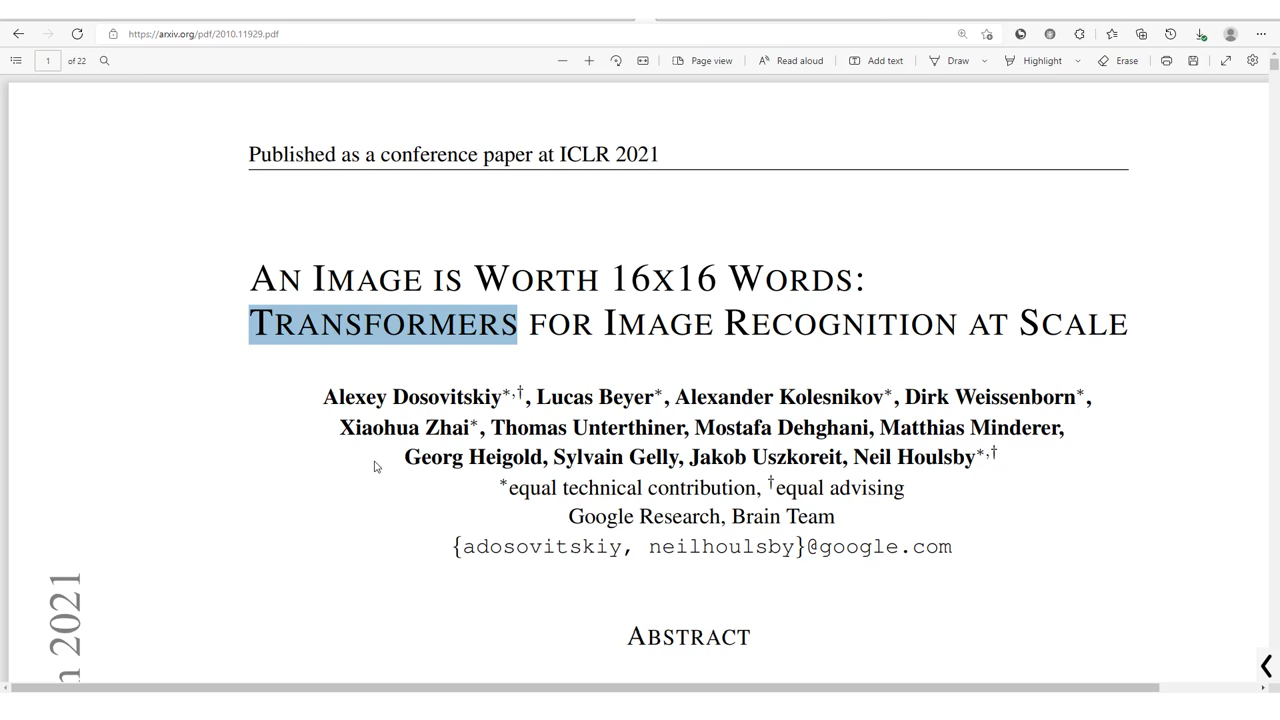 https://arxiv.org/pdf/2010.11929.pdf
1 of 22 Page view Read aloud Add text Draw Highlight Erase
Published as a conference paper at ICLR 2021
AN IMAGE IS WORTH 16X16 WORDS:
TRANSFORMERS FOR IMAGE RECOGNITION AT SCALE
Alexey Dosovitskiy*,†, Lucas Beyer*, Alexander Kolesnikov*, Dirk Weissenborn*,
Xiaohua Zhai*, Thomas Unterthiner, Mostafa Dehghani, Matthias Minderer,
Georg Heigold, Sylvain Gelly, Jakob Uszkoreit, Neil Houlsby*,†
*equal technical contribution, †equal advising
Google Research, Brain Team
{adosovitskiy, neilhoulsby}@google.com
ABSTRACT
2021